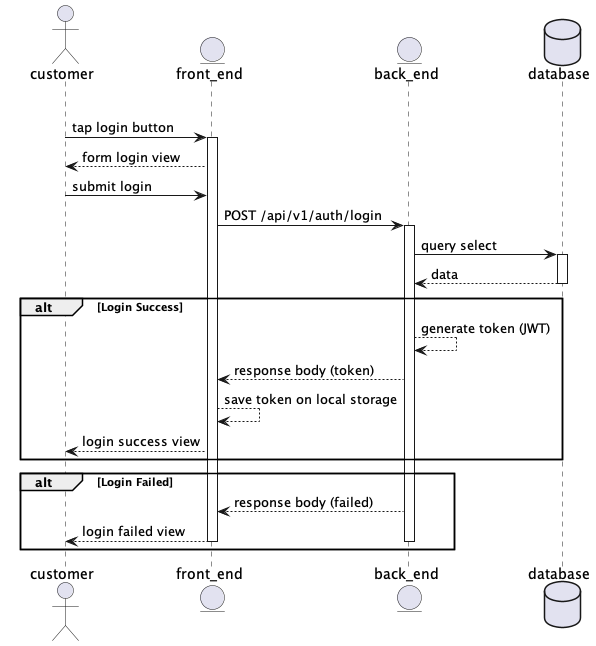 customer front_end back_end database
tap login button
form login view
submit login
POST /api/v1/auth/login
query select
data
alt [Login Success]
generate token (JWT)
response body (token)
save token on local storage
login success view
alt [Login Failed]
response body (failed)
login failed view
customer front_end back_end database